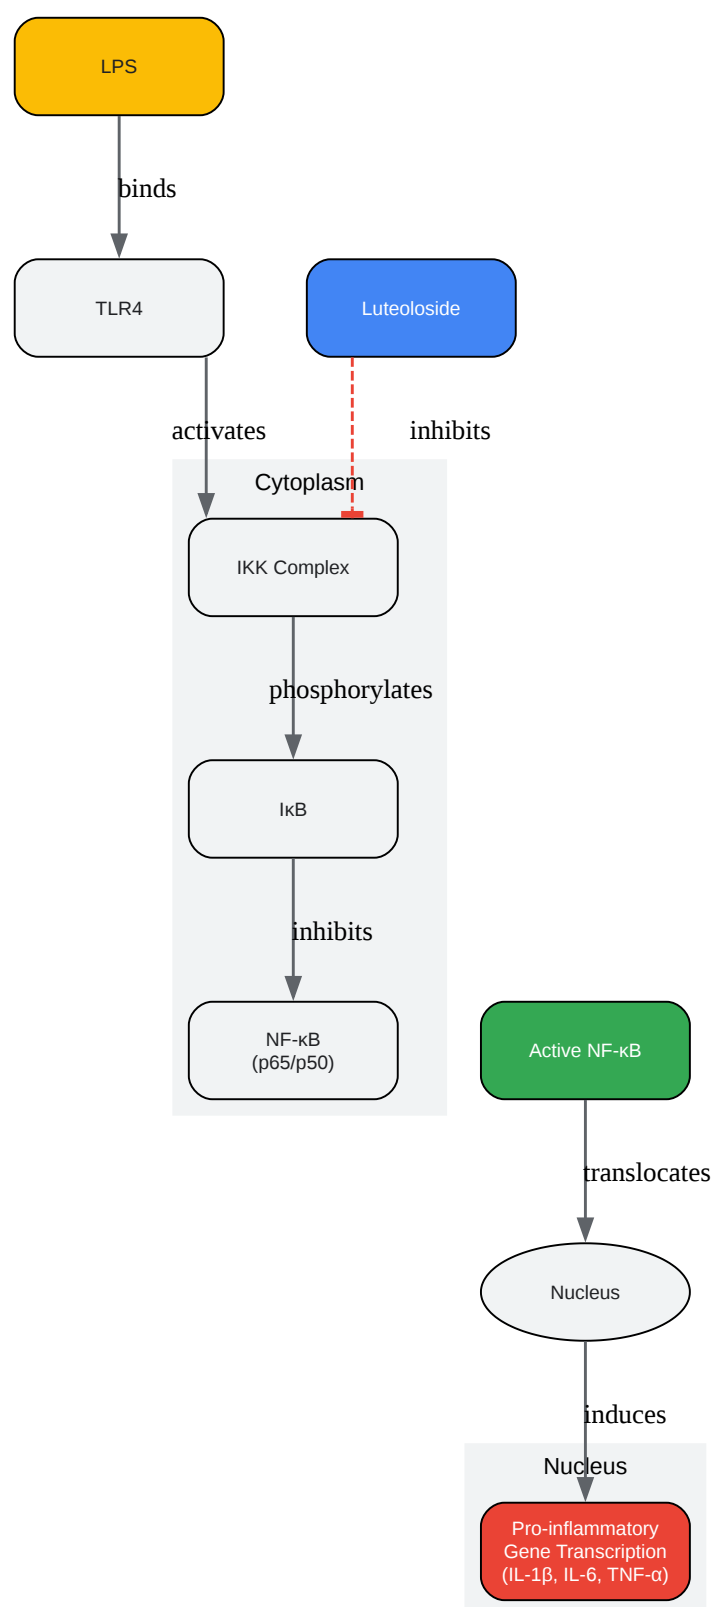 LPS
binds
TLR4
Luteoloside
activates
inhibits
Cytoplasm
IKK Complex
phosphorylates
IκB
inhibits
NF-κB
(p65/p50)
Active NF-κB
translocates
Nucleus
induces
Nucleus
Pro-inflammatory
Gene Transcription
(IL-1β, IL-6, TNF-α)